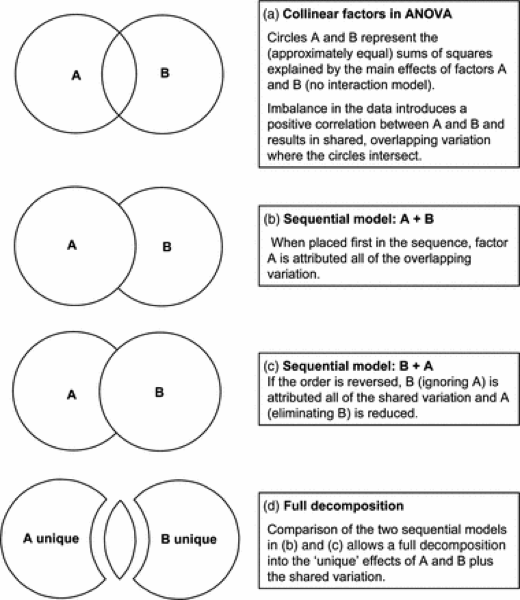 A
B
(a) Collinear factors in ANOVA
Circles A and B represent the
(approximately equal) sums of squares
explained by the main effects of factors A
and B (no interaction model).
Imbalance in the data introduces a
positive correlation between A and B and
results in shared, overlapping variation
where the circles intersect.
A
B
(b) Sequential model: A + B
When placed first in the sequence, factor
A is attributed all of the overlapping
variation.
A
B
(c) Sequential model: B + A
If the order is reversed, B (ignoring A) is
attributed all of the shared variation and A
(eliminating B) is reduced.
A unique
B unique
(d) Full decomposition
Comparison of the two sequential models
in (b) and (c) allows a full decomposition
into the ‘unique’ effects of A and B plus
the shared variation.